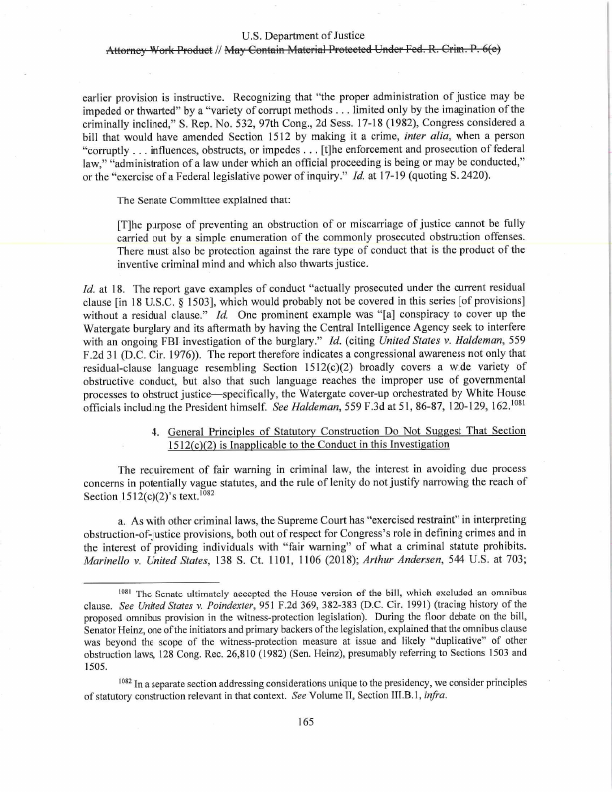 U.S. Department of Justice
Attorney Work Product // May Contain Material Protected Under Fed. R. Crim. P. 6(e)
earlier provision is instructive. Recognizing that “the proper administration of justice may be
impeded or thwarted” by a “variety of corrupt methods . . . limited only by the imagination of the
criminally inclined,” S. Rep. No. 532, 97th Cong., 2d Sess. 17-18 (1982), Congress considered a
bill that would have amended Section 1512 by making it a crime, inter alia, when a person
“corruptly . . . influences, obstructs, or impedes . . . [t]he enforcement and prosecution of federal
law,” “administration of a law under which an official proceeding is being or may be conducted,”
or the “exercise of a Federal legislative power of inquiry.” Id. at 17-19 (quoting S. 2420).
The Senate Committee explained that:
[T]he purpose of preventing an obstruction of or miscarriage of justice cannot be fully
carried out by a simple enumeration of the commonly prosecuted obstruction offenses.
There must also be protection against the rare type of conduct that is the product of the
inventive criminal mind and which also thwarts justice.
Id. at 18. The report gave examples of conduct “actually prosecuted under the current residual
clause [in 18 U.S.C. § 1503], which would probably not be covered in this series [of provisions]
without a residual clause.” Id. One prominent example was “[a] conspiracy to cover up the
Watergate burglary and its aftermath by having the Central Intelligence Agency seek to interfere
with an ongoing FBI investigation of the burglary.” Id. (citing United States v. Haldeman, 559
F.2d 31 (D.C. Cir. 1976)). The report therefore indicates a congressional awareness not only that
residual-clause language resembling Section 1512(c)(2) broadly covers a wide variety of
obstructive conduct, but also that such language reaches the improper use of governmental
processes to obstruct justice—specifically, the Watergate cover-up orchestrated by White House
officials including the President himself. See Haldeman, 559 F.3d at 51, 86-87, 120-129, 162.1081
4. General Principles of Statutory Construction Do Not Suggest That Section
1512(c)(2) is Inapplicable to the Conduct in this Investigation
The requirement of fair warning in criminal law, the interest in avoiding due process
concerns in potentially vague statutes, and the rule of lenity do not justify narrowing the reach of
Section 1512(c)(2)’s text.1082
a. As with other criminal laws, the Supreme Court has “exercised restraint” in interpreting
obstruction-of-justice provisions, both out of respect for Congress’s role in defining crimes and in
the interest of providing individuals with “fair warning” of what a criminal statute prohibits.
Marinello v. United States, 138 S. Ct. 1101, 1106 (2018); Arthur Andersen, 544 U.S. at 703;
1081 The Senate ultimately accepted the House version of the bill, which excluded an omnibus
clause. See United States v. Poindexter, 951 F.2d 369, 382-383 (D.C. Cir. 1991) (tracing history of the
proposed omnibus provision in the witness-protection legislation). During the floor debate on the bill,
Senator Heinz, one of the initiators and primary backers of the legislation, explained that the omnibus clause
was beyond the scope of the witness-protection measure at issue and likely “duplicative” of other
obstruction laws, 128 Cong. Rec. 26,810 (1982) (Sen. Heinz), presumably referring to Sections 1503 and
1505.
1082 In a separate section addressing considerations unique to the presidency, we consider principles
of statutory construction relevant in that context. See Volume II, Section III.B.1, infra.
165